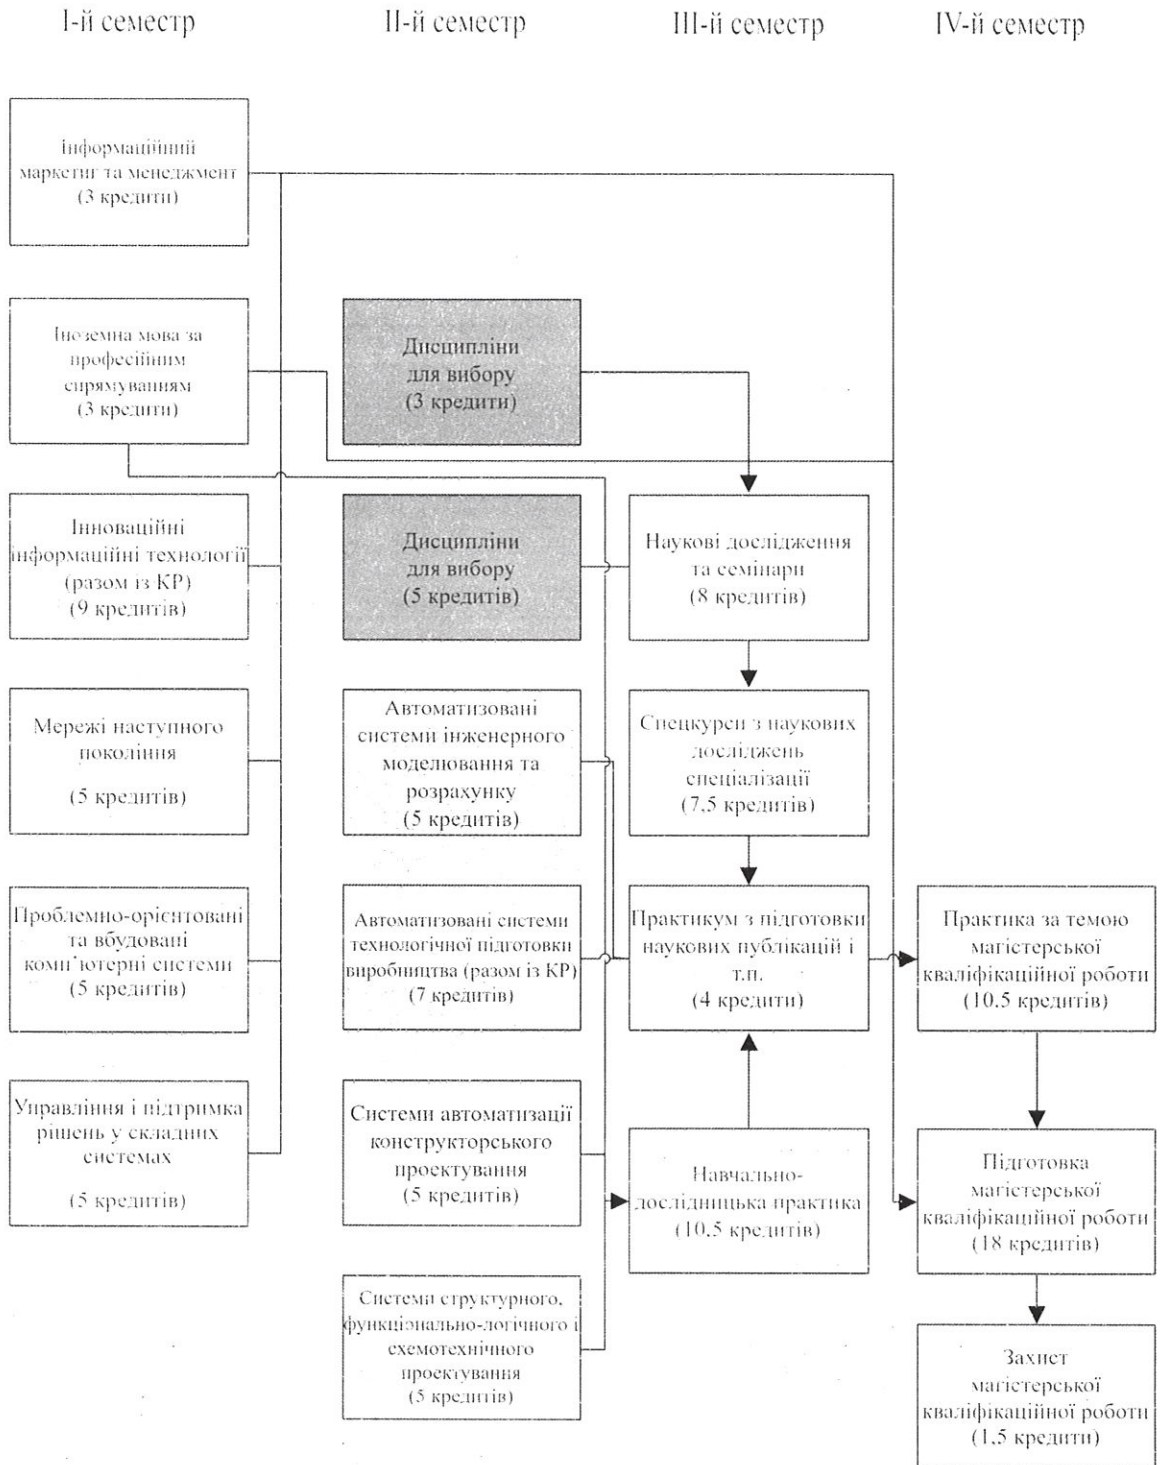 І-й семестр
ІІ-й семестр
ІІІ-й семестр
IV-й семестр
Інформаційний
маркетиг та менеджмент
(3 кредити)
Іноземна мова за
професійним
спрямуванням
(3 кредити)
Інноваційні
інформаційні технології
(разом із КР)
(9 кредитів)
Мережі наступного
покоління
(5 кредитів)
Проблемно-орієнтовані
та вбудовані
комп'ютерні системи
(5 кредитів)
Управління і підтримка
рішень у складних
системах
(5 кредитів)
Дисципліни
для вибору
(3 кредити)
Дисципліни
для вибору
(5 кредитів)
Автоматизовані
системи інженерного
моделювання та
розрахунку
(5 кредитів)
Автоматизовані системи
технологічної підготовки
виробництва (разом із КР)
(7 кредитів)
Системи автоматизації
конструкторського
проектування
(5 кредитів)
Системи структурного,
функціонально-логічного і
схемотехнічного
проектування
(5 кредитів)
Наукові дослідження
та семінари
(8 кредитів)
Спецкурси з наукових
досліджень
спеціалізації
(7,5 кредитів)
Практикум з підготовки
наукових публікацій і
т.п.
(4 кредити)
Навчально-
дослідницька практика
(10,5 кредитів)
Практика за темою
магістерської
кваліфікаційної роботи
(10.5 кредитів)
Підготовка
магістерської
кваліфікаційної роботи
(18 кредитів)
Захист
магістерської
кваліфікаційної роботи
(1,5 кредити)